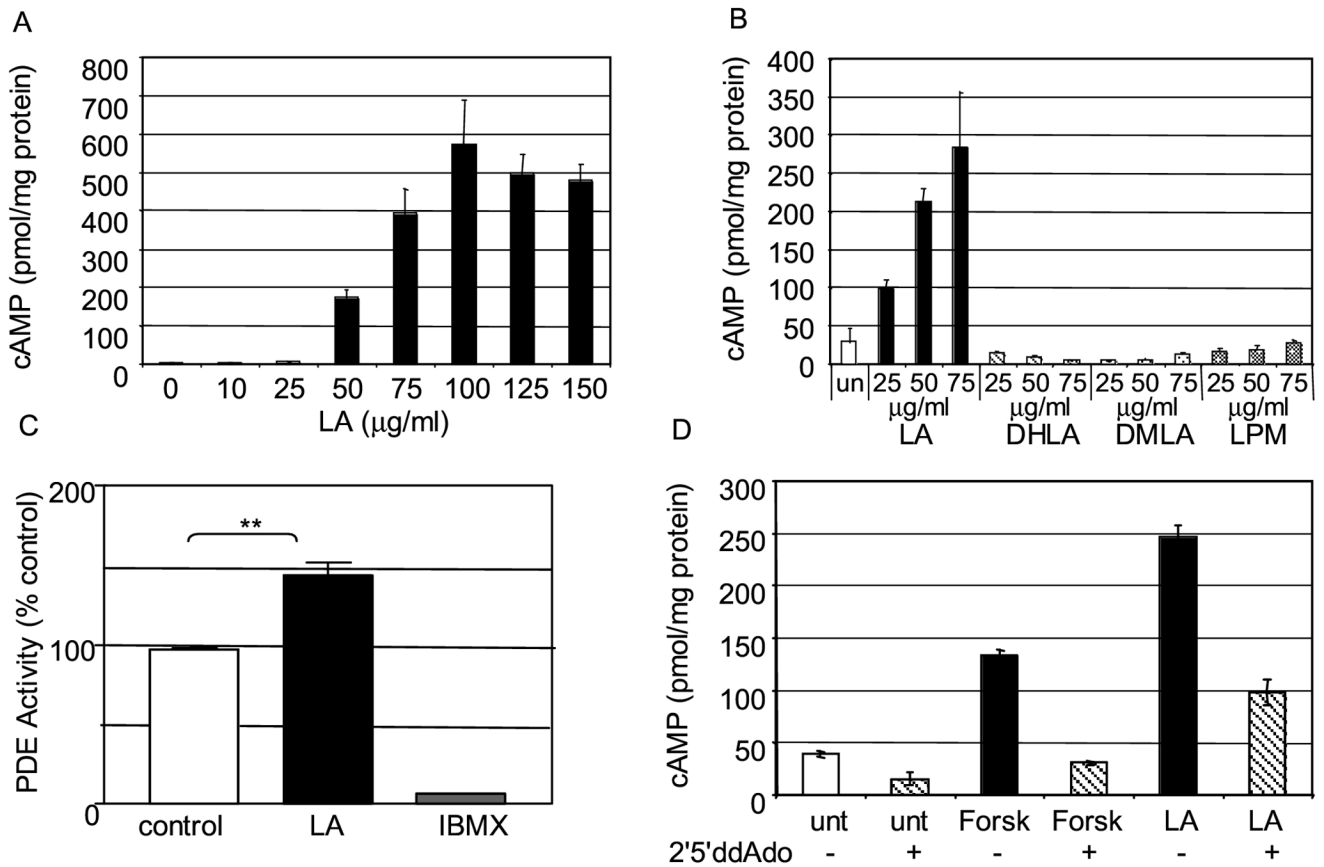 A
cAMP (pmol/mg protein)
800
700
600
500
400
300
200
100
0
0 10 25 50 75 100 125 150
LA (µg/ml)
B
cAMP (pmol/mg protein)
400
350
300
250
200
150
100
50
0
un 25 50 75 25 50 75 25 50 75 25 50 75
µg/ml µg/ml µg/ml µg/ml
LA DHLA DMLA LPM
C
PDE Activity (% control)
200
100
0
**
control LA IBMX
D
cAMP (pmol/mg protein)
300
250
200
150
100
50
0
unt unt Forsk Forsk LA LA
2'5'ddAdo - + - + - +